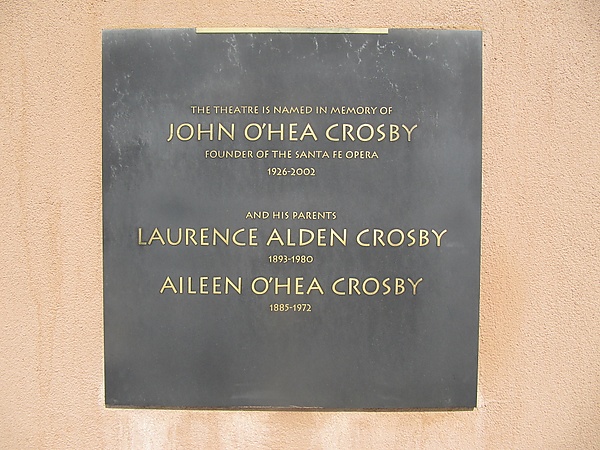 THE THEATRE IS NAMED IN MEMORY OF
JOHN O'HEA CROSBY
FOUNDER OF THE SANTA FE OPERA
1926-2002
AND HIS PARENTS
LAURENCE ALDEN CROSBY
1893-1980
AILEEN O'HEA CROSBY
1885-1972